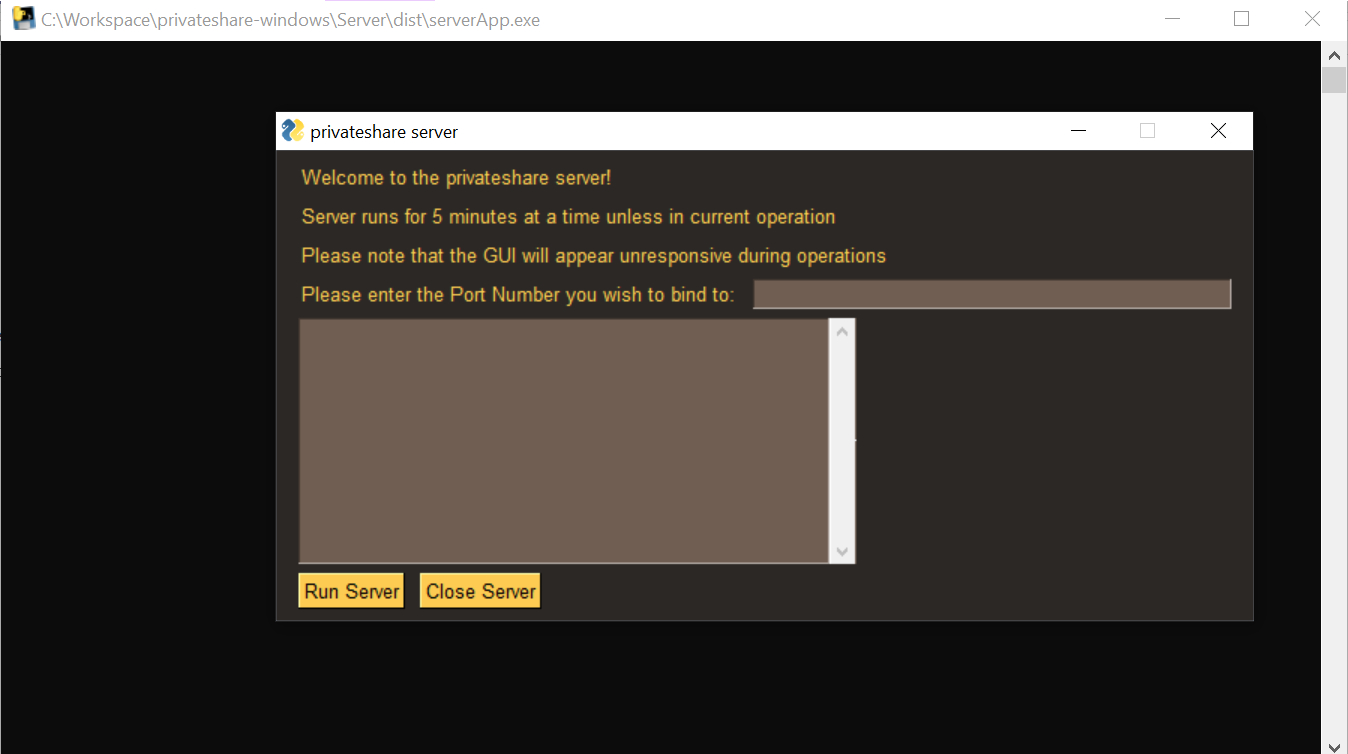 C:\Workspace\privateshare-windows\Server\dist\serverApp.exe
privateshare server
Welcome to the privateshare server!
Server runs for 5 minutes at a time unless in current operation
Please note that the GUI will appear unresponsive during operations
Please enter the Port Number you wish to bind to:
Run Server Close Server